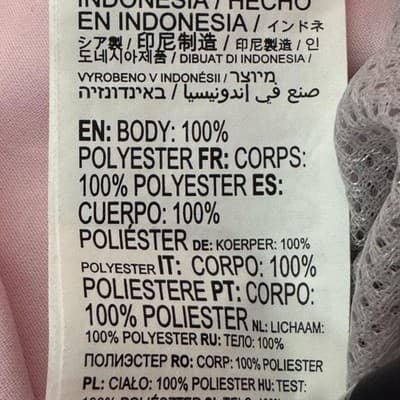 INDONESIA / HECHO
EN INDONESIA / インドネ
シア製 / 印尼制造 / 印尼製造 / 인
도네시아제품 / DIBUAT DI INDONESIA /
VYROBENO V INDONÉSII / מיוצר
באינדונזיה / صنع في إندونيسيا
EN: BODY: 100%
POLYESTER FR: CORPS:
100% POLYESTER ES:
CUERPO: 100%
POLIÉSTER DE: KOERPER: 100%
POLYESTER IT: CORPO: 100%
POLIESTERE PT: CORPO:
100% POLIÉSTER NL: LICHAAM:
100% POLYESTER RU: ТЕЛО: 100%
ПОЛИЭСТЕР RO: CORP: 100% POLIESTER
PL: CIAŁO: 100% POLIESTER HU: TEST: